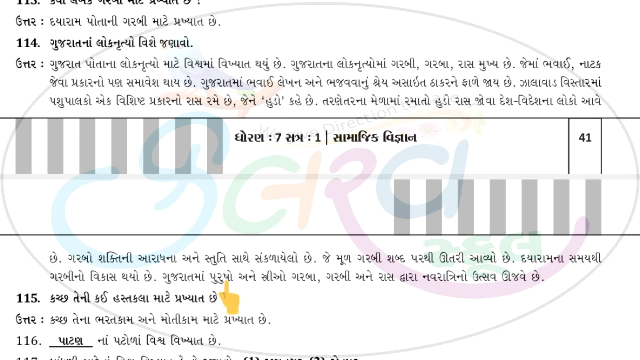 113. કયા લેખક ગરબી માટે પ્રખ્યાત છે ?
ઉત્તર : દયારામ પોતાની ગરબી માટે પ્રખ્યાત છે.
114. ગુજરાતનાં લોકનૃત્યો વિશે જણાવો.
ઉત્તર : ગુજરાત પોતાના લોકનૃત્યો માટે વિશ્વમાં વિખ્યાત થયું છે. ગુજરાતના લોકનૃત્યોમાં ગરબી, ગરબા, રાસ મુખ્ય છે. જેમાં ભવાઈ, નાટક
જેવા પ્રકારનો પણ સમાવેશ થાય છે. ગુજરાતમાં ભવાઈ લેખન અને ભજવવાનું શ્રેય અસાઈત ઠાકરને ફાળે જાય છે. ઝાલાવાડ વિસ્તારમાં
પશુપાલકો એક વિશિષ્ટ પ્રકારનો રાસ રમે છે, જેને ‘હુડો’ કહે છે. તરણેતરના મેળામાં રમાતો હુડો રાસ જોવા દેશ-વિદેશના લોકો આવે
ધોરણ : 7 સત્ર : 1 | સામાજિક વિજ્ઞાન 41
છે. ગરબો શક્તિની આરાધના અને સ્તુતિ સાથે સંકળાયેલો છે. જે મૂળ ગરબી શબ્દ પરથી ઊતરી આવ્યો છે. દયારામના સમયથી
ગરબીનો વિકાસ થયો છે. ગુજરાતમાં પુરુષો અને સ્ત્રીઓ ગરબા, ગરબી અને રાસ દ્વારા નવરાત્રિનો ઉત્સવ ઊજવે છે.
115. કચ્છ તેની કઈ હસ્તકલા માટે પ્રખ્યાત છે
ઉત્તર : કચ્છ તેના ભરતકામ અને મોતીકામ માટે પ્રખ્યાત છે.
116. પાટણ નાં પટોળાં વિશ્વ વિખ્યાત છે.